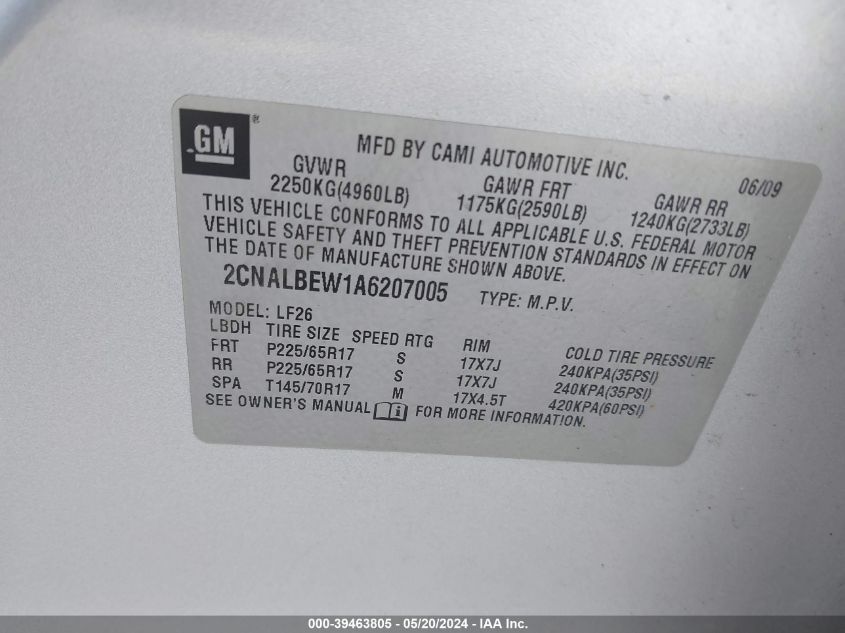 GM ®
MFD BY CAMI AUTOMOTIVE INC. 06/09
GVWR GAWR FRT GAWR RR
2250KG(4960LB) 1175KG(2590LB) 1240KG(2733LB)
THIS VEHICLE CONFORMS TO ALL APPLICABLE U.S. FEDERAL MOTOR
VEHICLE SAFETY AND THEFT PREVENTION STANDARDS IN EFFECT ON
THE DATE OF MANUFACTURE SHOWN ABOVE.
2CNALBEW1A6207005 TYPE: M.P.V.
MODEL: LF26
LBDH TIRE SIZE SPEED RTG RIM COLD TIRE PRESSURE
FRT P225/65R17 S 17X7J 240KPA(35PSI)
RR P225/65R17 S 17X7J 240KPA(35PSI)
SPA T145/70R17 M 17X4.5T 420KPA(60PSI)
SEE OWNER'S MANUAL i FOR MORE INFORMATION.
000-39463805 - 05/20/2024 - IAA Inc.